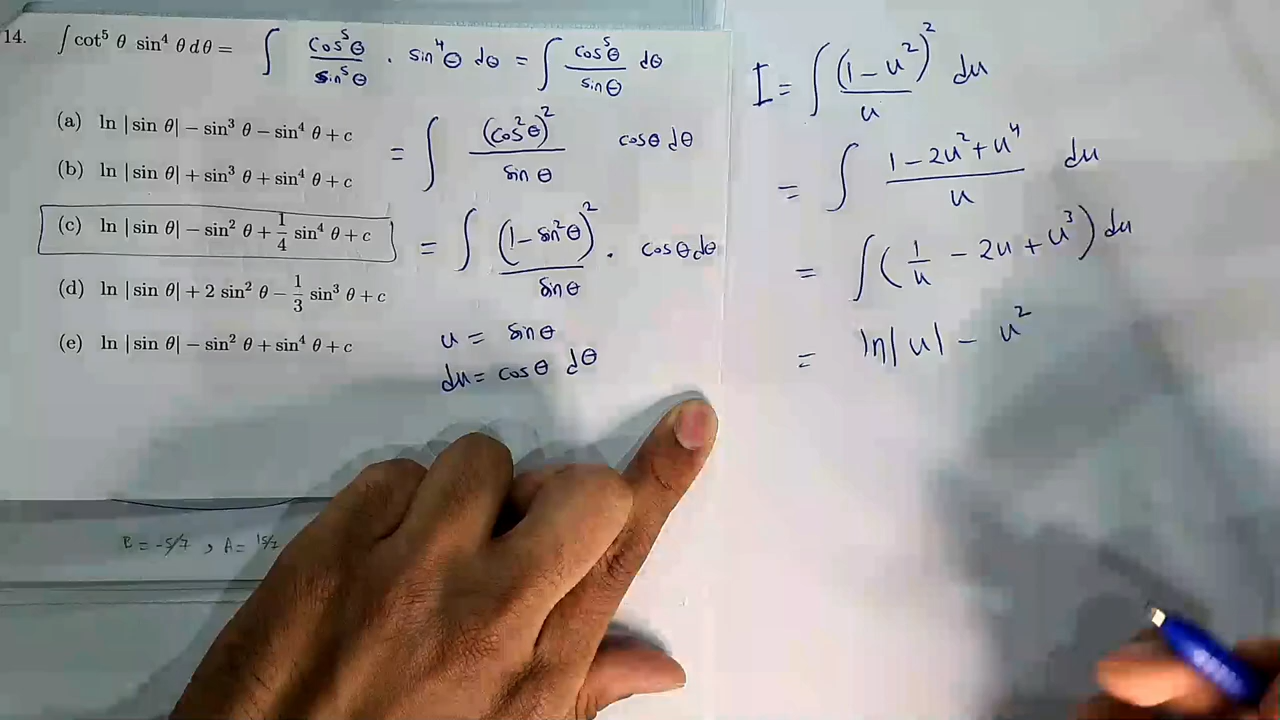 14. ∫ cot⁵ θ sin⁴ θ dθ = ∫ cos⁵θ / sin⁵θ · sin⁴θ dθ = ∫ cos⁵θ / sinθ dθ
(a) ln |sin θ| − sin³ θ − sin⁴ θ + c
(b) ln |sin θ| + sin³ θ + sin⁴ θ + c
(c) ln |sin θ| − sin² θ + 1/4 sin⁴ θ + c
(d) ln |sin θ| + 2 sin² θ − 1/3 sin³ θ + c
(e) ln |sin θ| − sin² θ + sin⁴ θ + c
= ∫ (cos²θ)² / sin θ cosθ dθ
= ∫ (1 − sin²θ)² / sinθ · cosθ dθ
u = sinθ
du = cosθ dθ
I = ∫ (1 − u²)² / u du
= ∫ 1 − 2u² + u⁴ / u du
= ∫ ( 1/u − 2u + u³ ) du
= ln|u| − u²
B = -5/7 , A = 15/7